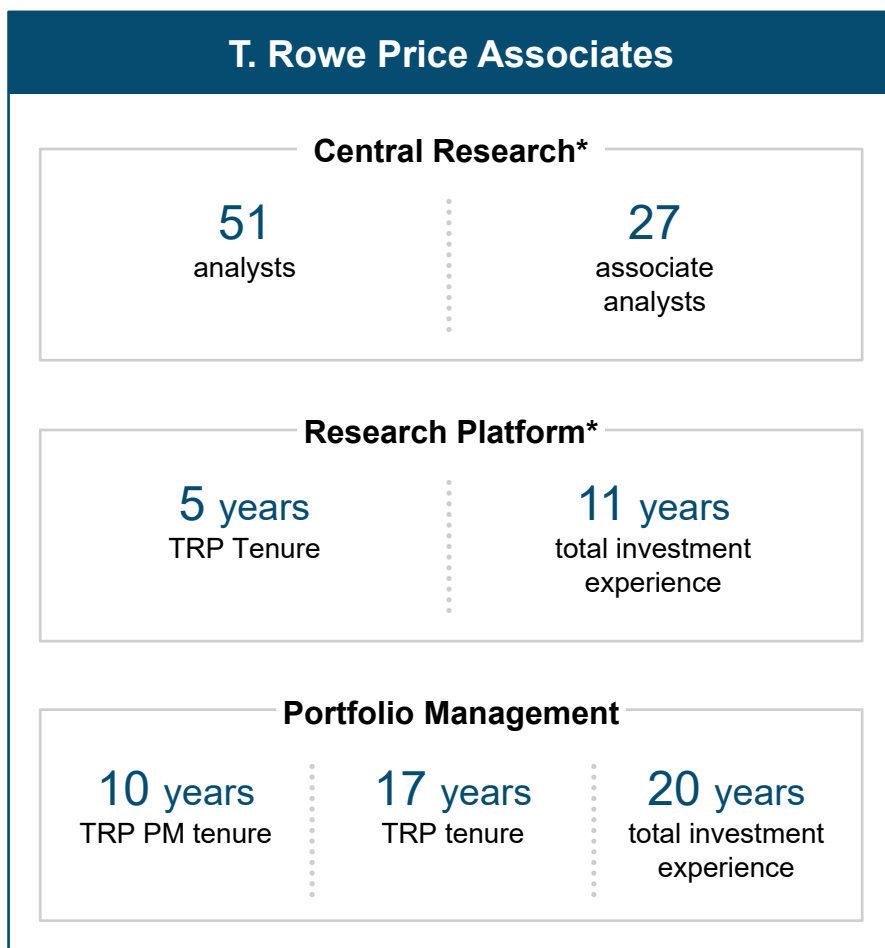 T. Rowe Price Associates
Central Research*
51
analysts
27
associate
analysts
Research Platform*
5 years
TRP Tenure
11 years
total investment
experience
Portfolio Management
10 years
TRP PM tenure
17 years
TRP tenure
20 years
total investment
experience